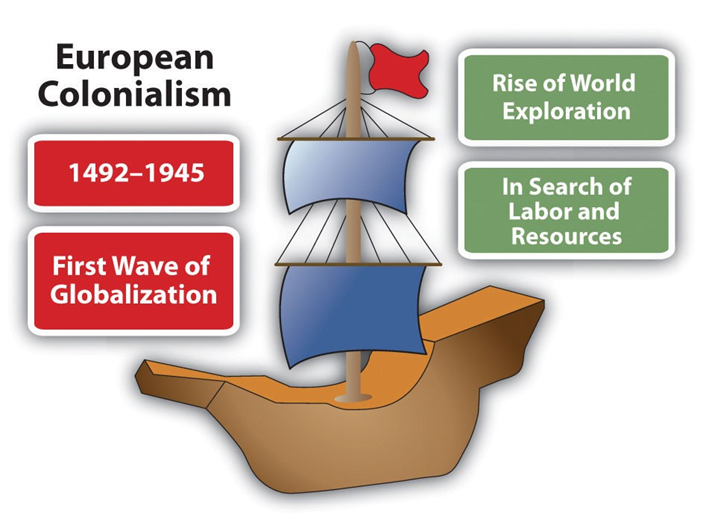 European
Colonialism
1492–1945
First Wave of
Globalization
Rise of World
Exploration
In Search of
Labor and
Resources